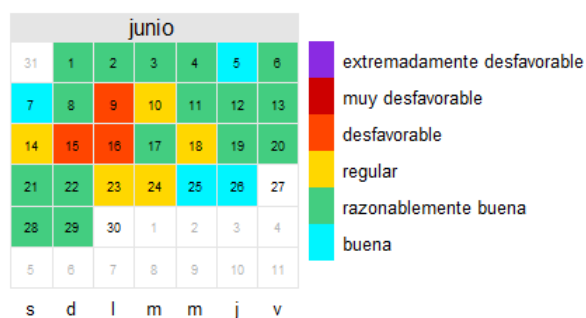 junio
31 1 2 3 4 5 6
7 8 9 10 11 12 13
14 15 16 17 18 19 20
21 22 23 24 25 26 27
28 29 30 1 2 3 4
5 6 7 8 9 10 11
s d l m m j v
extremadamente desfavorable
muy desfavorable
desfavorable
regular
razonablemente buena
buena